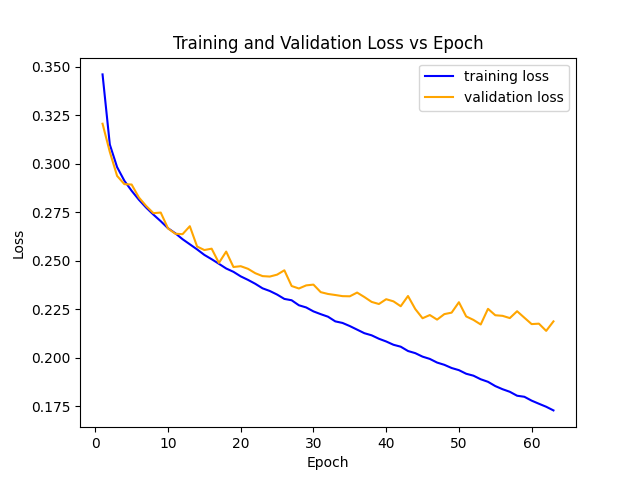 Training and Validation Loss vs Epoch
training loss
validation loss
0.350
0.325
0.300
0.275
0.250
0.225
0.200
0.175
Loss
0 10 20 30 40 50 60
Epoch